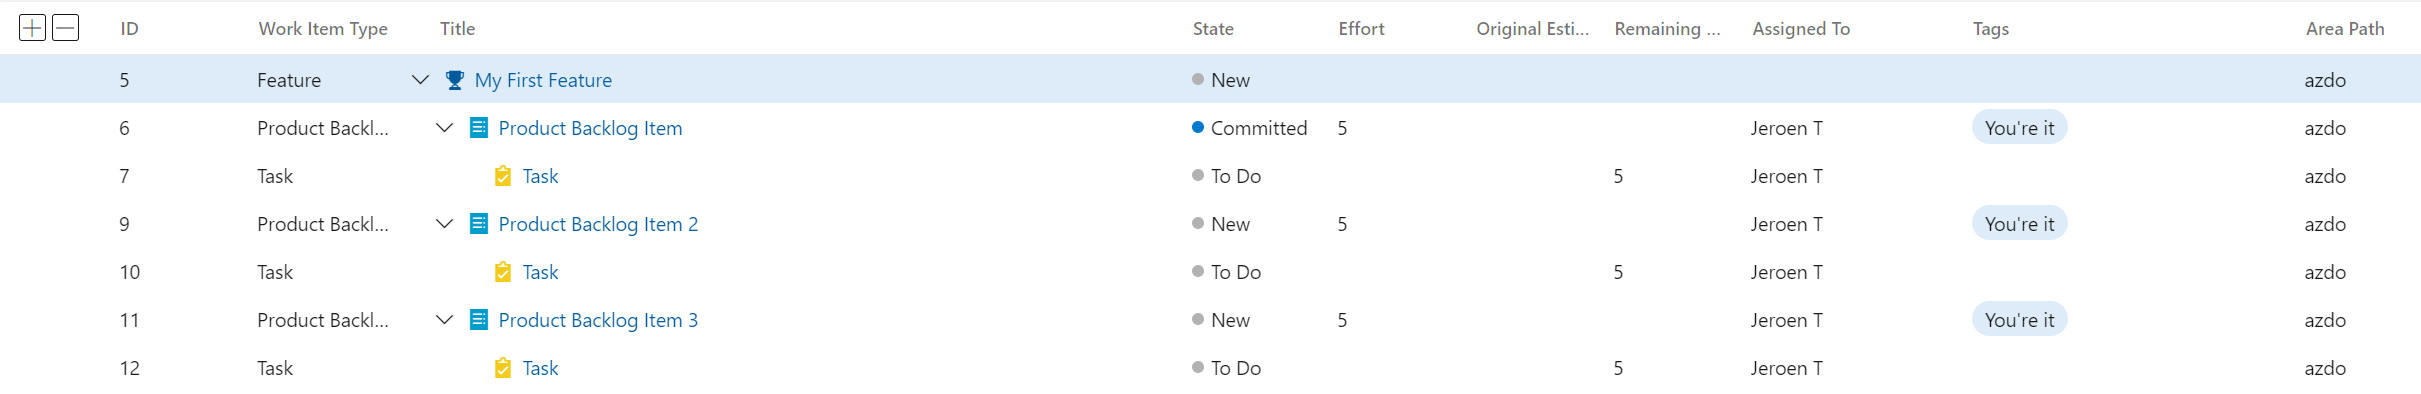 ID Work Item Type Title State Effort Original Esti... Remaining ... Assigned To Tags Area Path
5 Feature My First Feature New azdo
6 Product Backl... Product Backlog Item Committed 5 Jeroen T You're it azdo
7 Task Task To Do 5 Jeroen T azdo
9 Product Backl... Product Backlog Item 2 New 5 Jeroen T You're it azdo
10 Task Task To Do 5 Jeroen T azdo
11 Product Backl... Product Backlog Item 3 New 5 Jeroen T You're it azdo
12 Task Task To Do 5 Jeroen T azdo